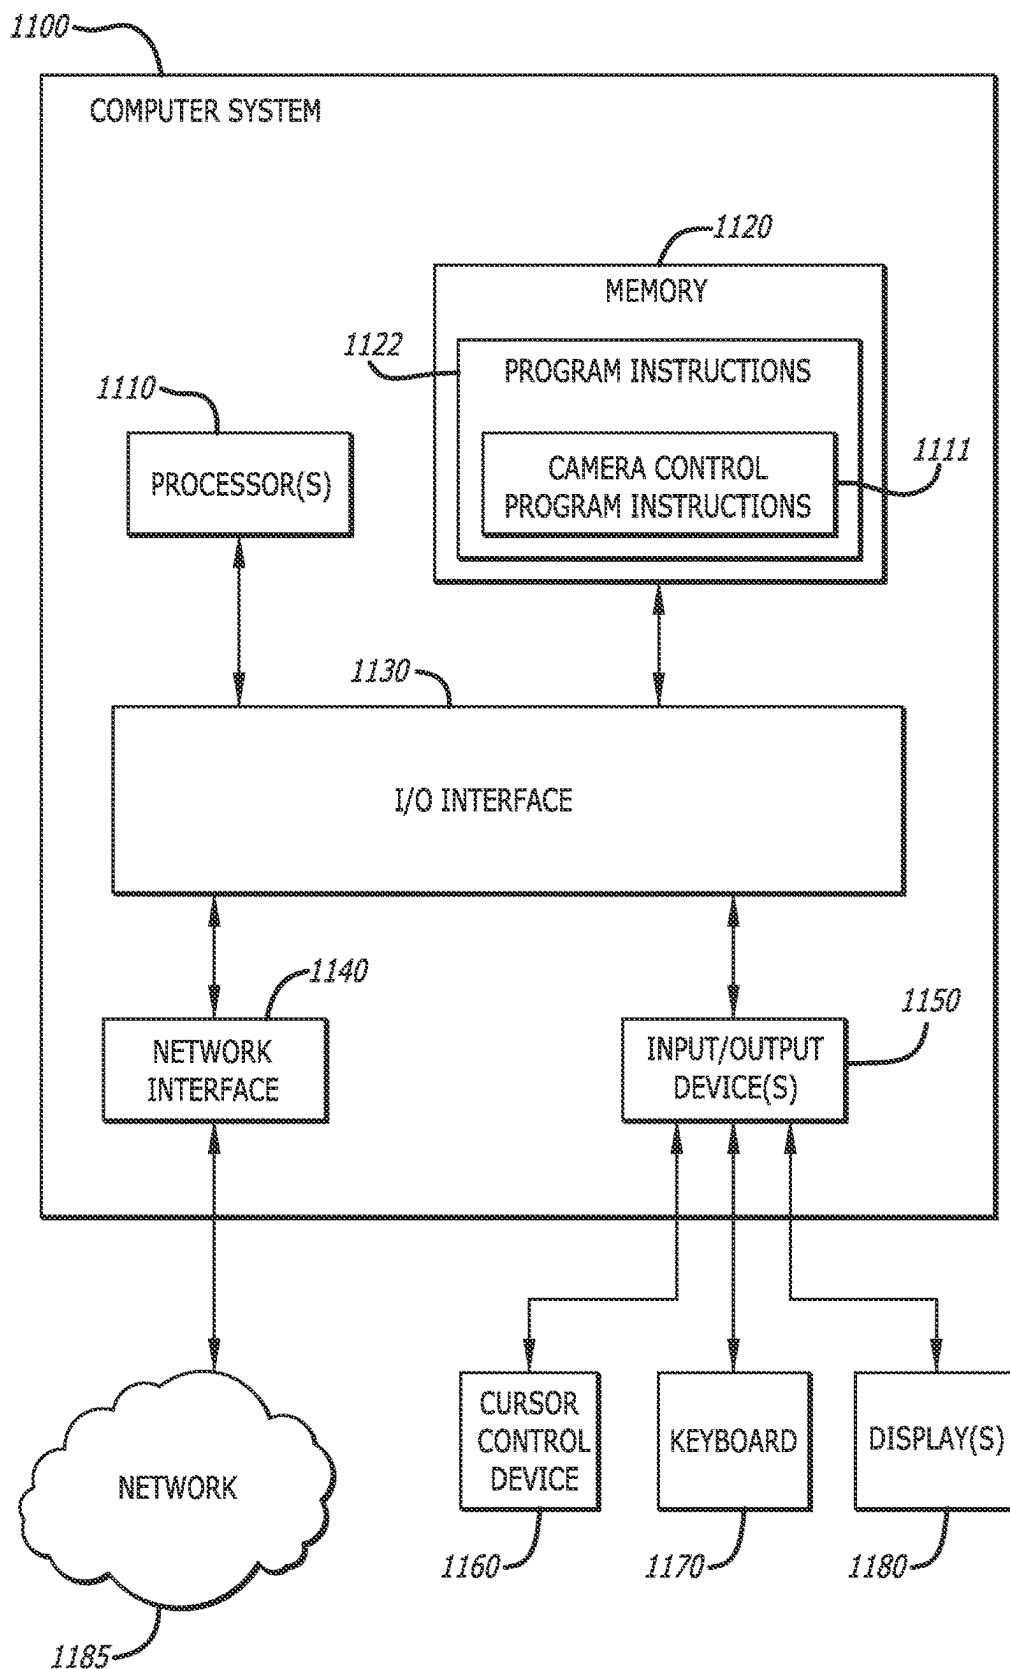 1100
COMPUTER SYSTEM
1120
MEMORY
1122
PROGRAM INSTRUCTIONS
1110
PROCESSOR(S)
1111
CAMERA CONTROL
PROGRAM INSTRUCTIONS
1130
I/O INTERFACE
1140
NETWORK
INTERFACE
1150
INPUT/OUTPUT
DEVICE(S)
NETWORK
1185
CURSOR
CONTROL
DEVICE
1160
KEYBOARD
1170
DISPLAY(S)
1180